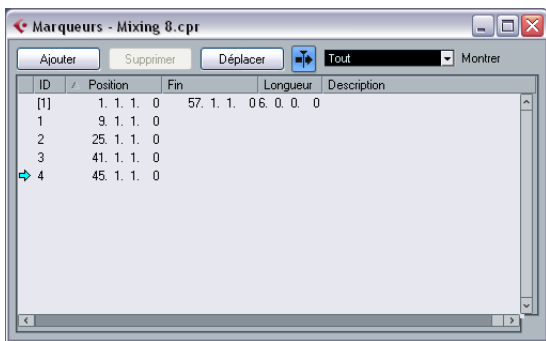 Marqueurs - Mixing 8.cpr
Ajouter Supprimer Déplacer Tout Montrer
ID Position Fin Longueur Description
[1] 1. 1. 1. 0 57. 1. 1. 0 6. 0. 0. 0
1 9. 1. 1. 0
2 25. 1. 1. 0
3 41. 1. 1. 0
4 45. 1. 1. 0